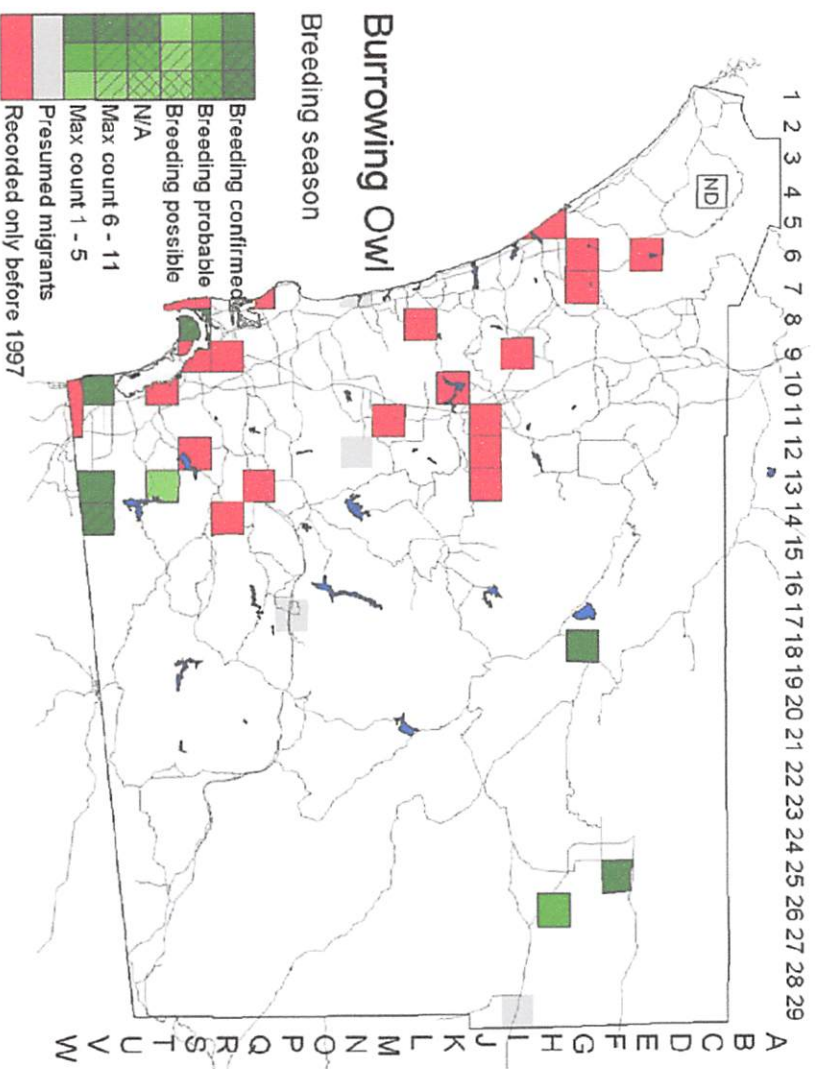 Burrowing Owl
Breeding season
Breeding confirmed
Breeding probable
Breeding possible
N/A
Max count 6 - 11
Max count 1 - 5
Presumed migrants
Recorded only before 1997
ND
1 2 3 4 5 6 7 8 9 10 11 12 13 14 15 16 17 18 19 20 21 22 23 24 25 26 27 28 29
A
B
C
D
E
F
G
H
I
J
K
L
M
N
O
P
Q
R
S
T
U
V
W